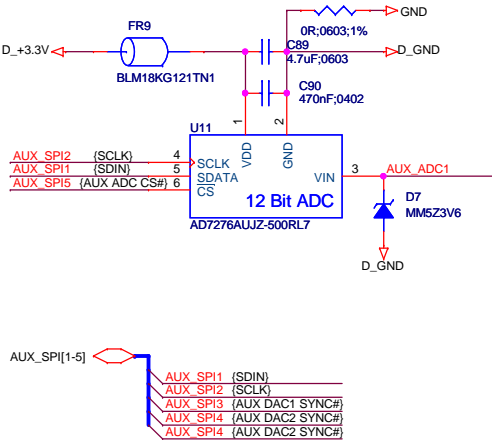 FR9
GND
0R;0603;1%
D_+3.3V
C89
D_GND
4.7uF;0603
BLM18KG121TN1
C90
470nF;0402
U11
1
2
AUX_SPI2 {SCLK} 4 SCLK VDD GND
AUX_SPI1 {SDIN} 5 SDATA VIN 3 AUX_ADC1
AUX_SPI5 {AUX ADC CS#} 6 CS
12 Bit ADC
D7
MM5Z3V6
AD7276AUJZ-500RL7
D_GND
AUX_SPI[1-5]
AUX_SPI1 {SDIN}
AUX_SPI2 {SCLK}
AUX_SPI3 {AUX DAC1 SYNC#}
AUX_SPI4 {AUX DAC2 SYNC#}
AUX_SPI4 {AUX DAC2 SYNC#}